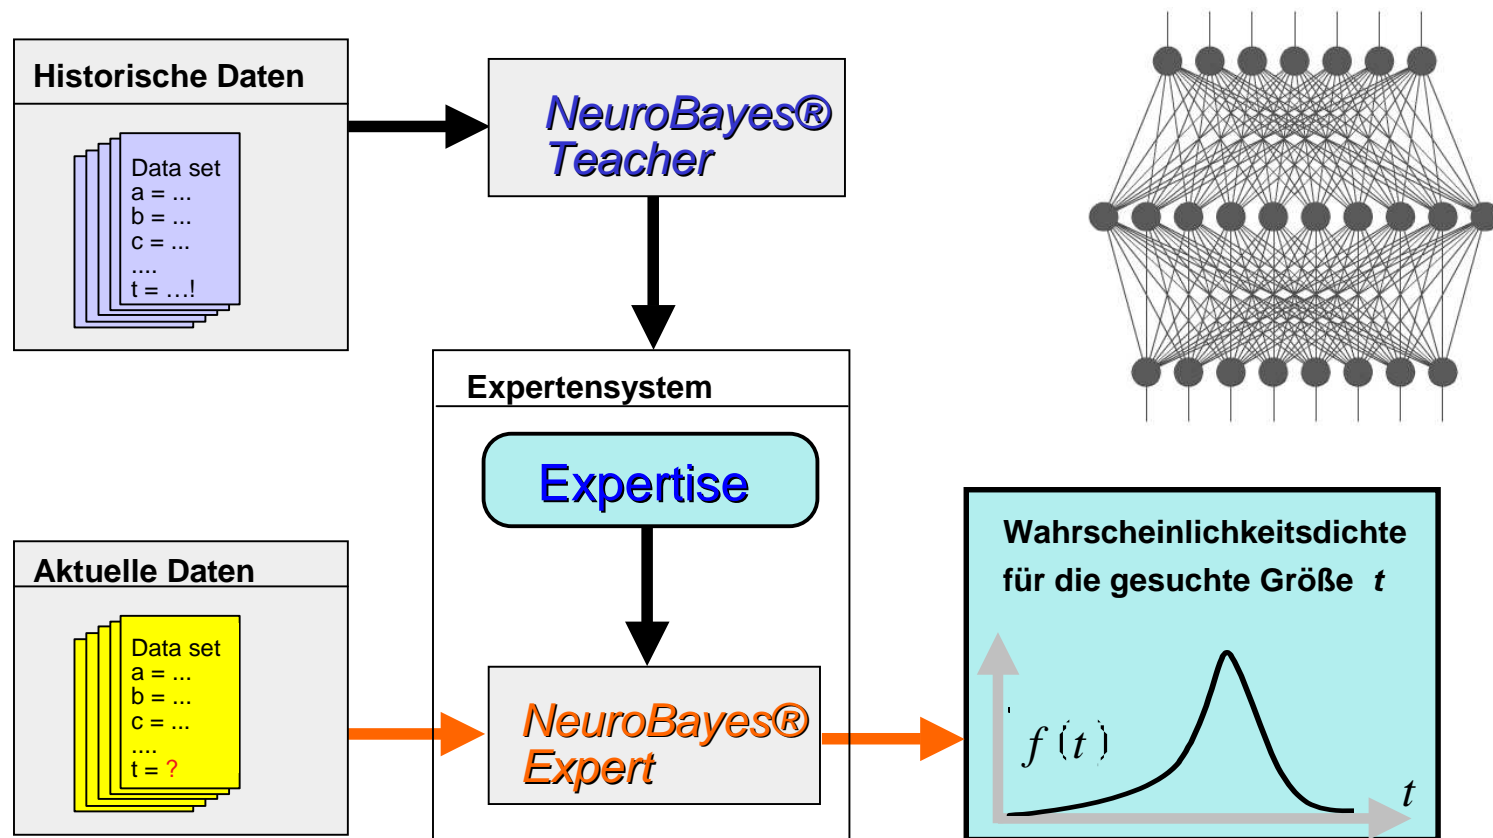 Historische Daten
Data set
a = ...
b = ...
c = ...
....
t = ...!
NeuroBayes®
Teacher
Expertensystem
Expertise
Aktuelle Daten
Data set
a = ...
b = ...
c = ...
....
t = ?
NeuroBayes®
Expert
Wahrscheinlichkeitsdichte
für die gesuchte Größe t
f (t)
t